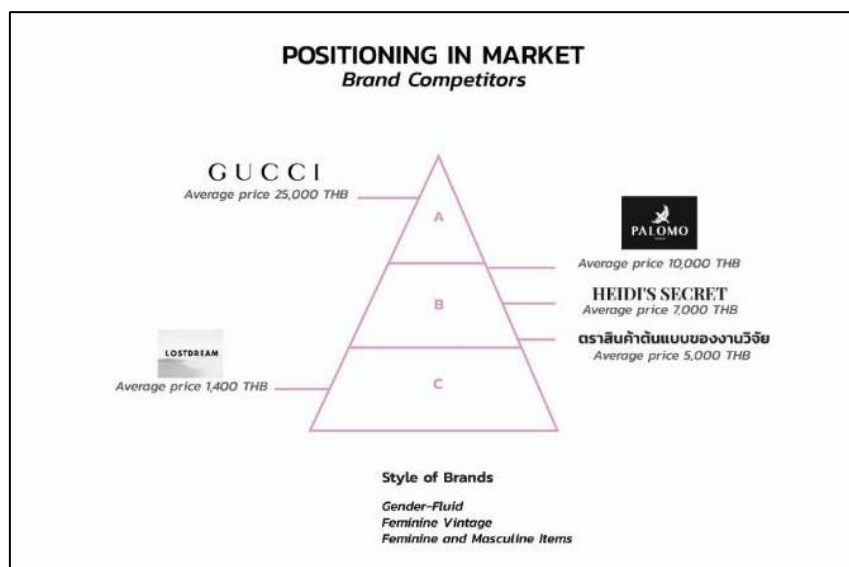 POSITIONING IN MARKET
Brand Competitors
GUCCI
Average price 25,000 THB
A
PALOMO
Average price 10,000 THB
B
HEIDI'S SECRET
Average price 7,000 THB
ตราสินค้าต้นแบบของงานวิจัย
Average price 5,000 THB
LOSTDREAM
Average price 1,400 THB
C
Style of Brands
Gender-Fluid
Feminine Vintage
Feminine and Masculine Items